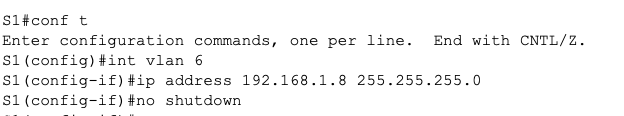 S1#conf t
Enter configuration commands, one per line.  End with CNTL/Z.
S1(config)#int vlan 6
S1(config-if)#ip address 192.168.1.8 255.255.255.0
S1(config-if)#no shutdown